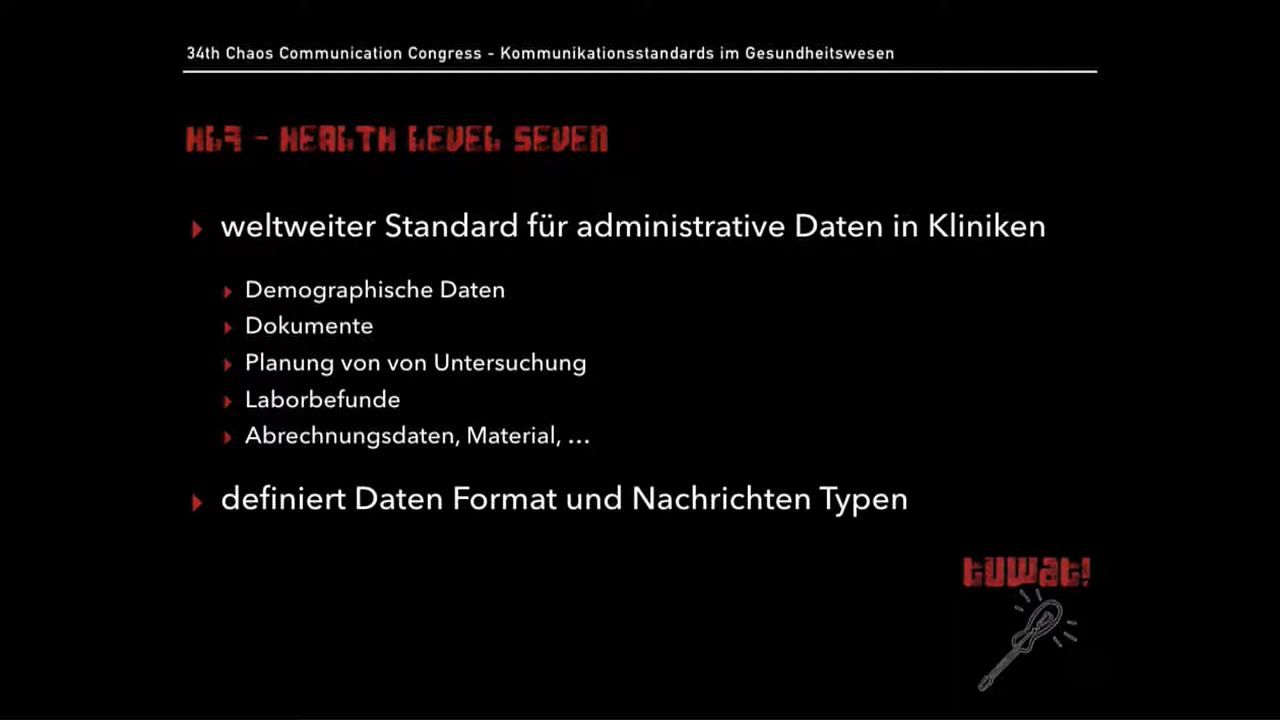 34th Chaos Communication Congress - Kommunikationsstandards im Gesundheitswesen
HL7 - HEALTH LEVEL SEVEN
weltweiter Standard für administrative Daten in Kliniken
Demographische Daten
Dokumente
Planung von von Untersuchung
Laborbefunde
Abrechnungsdaten, Material, ...
definiert Daten Format und Nachrichten Typen
tuwat!